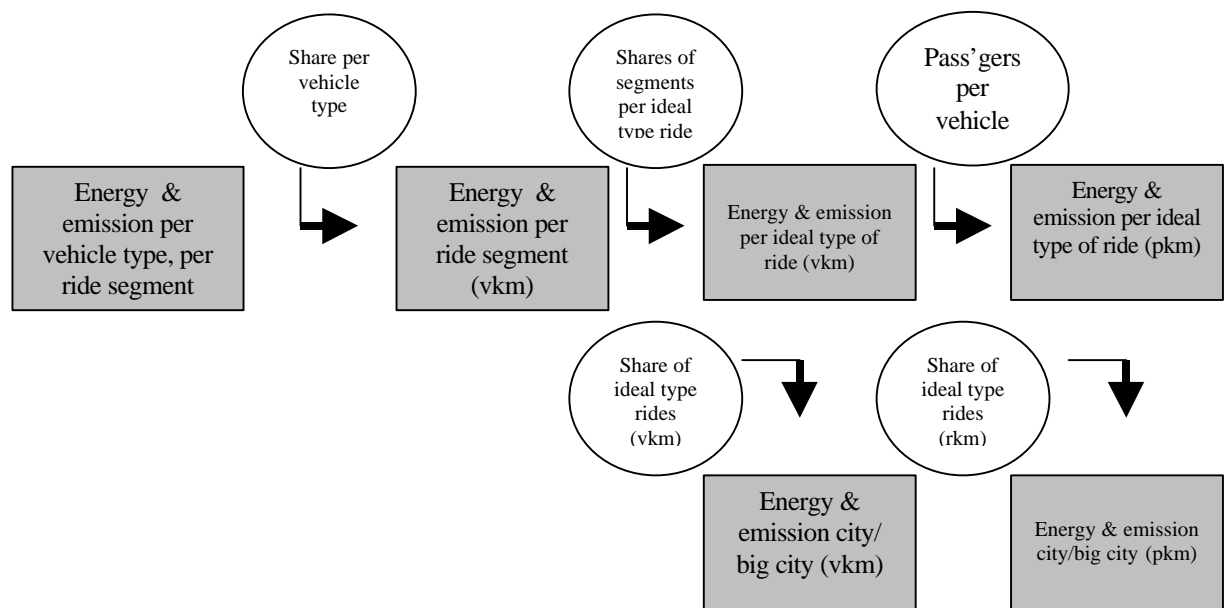 Share per
vehicle
type
Shares of
segments
per ideal
type ride
Pass'gers
per
vehicle
Energy &
emission per
vehicle type, per
ride segment
Energy &
emission per
ride segment
(vkm)
Energy & emission
per ideal type of
ride (vkm)
Energy &
emission per ideal
type of ride (pkm)
Share of
ideal type
rides
(vkm)
Share of
ideal type
rides
(rkm)
Energy &
emission city/
big city (vkm)
Energy & emission
city/big city (pkm)